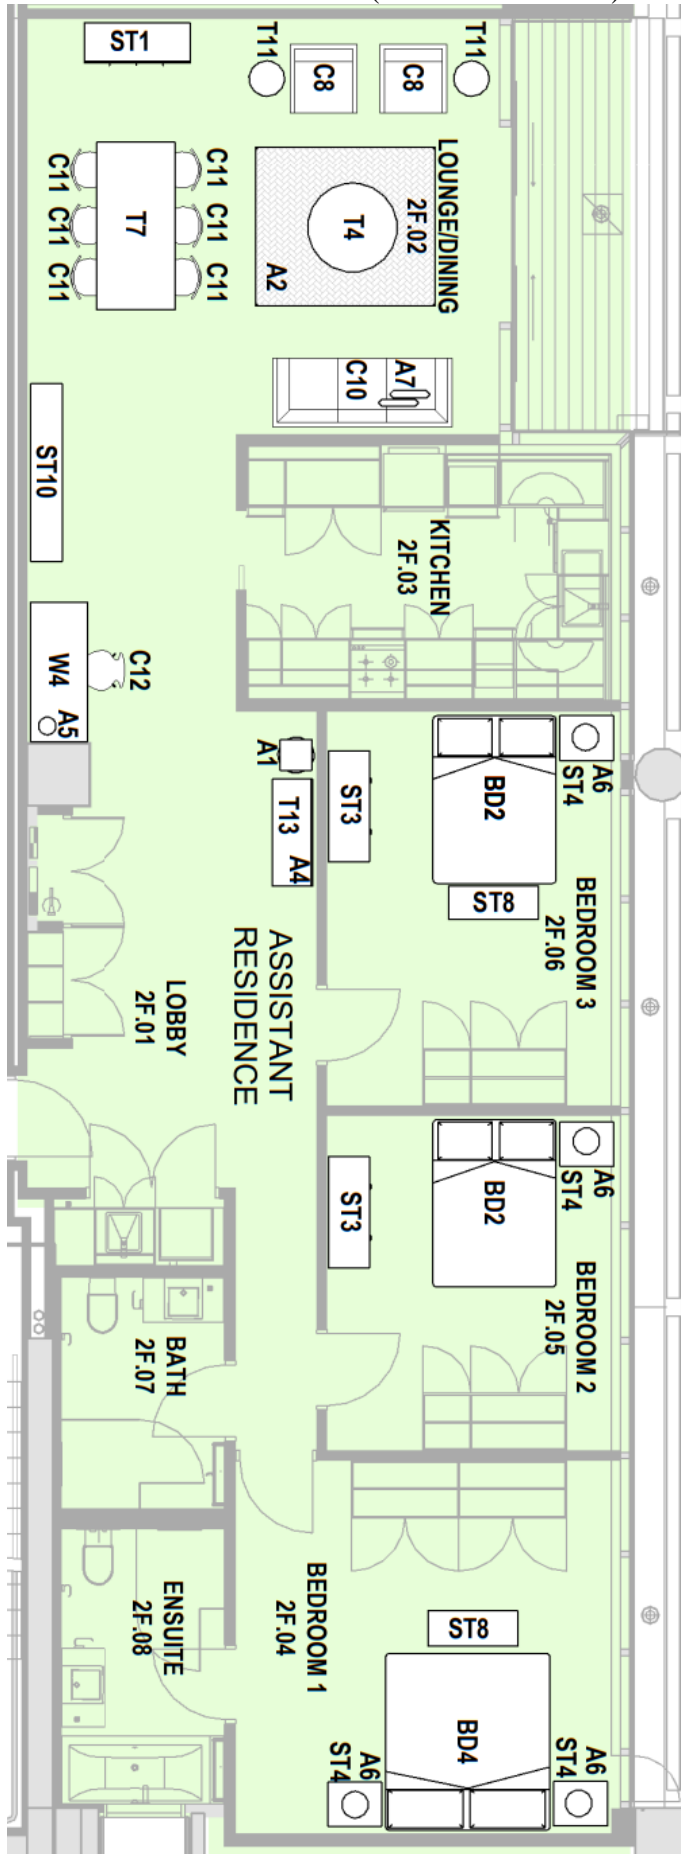 ST1
T11
C8
C8
T11
C11
C11
C11
T7
C11
C11
C11
LOUNGE/DINING
2F.02
T4
A2
A7
C10
ST10
KITCHEN
2F.03
W4
A5
C12
A1
T13
A4
ST3
BD2
A6
ST4
ST8
BEDROOM 3
2F.06
ASSISTANT
RESIDENCE
LOBBY
2F.01
ST3
BD2
A6
ST4
BEDROOM 2
2F.05
BATH
2F.07
ENSUITE
2F.08
BEDROOM 1
2F.04
ST8
BD4
A6
ST4
A6
ST4